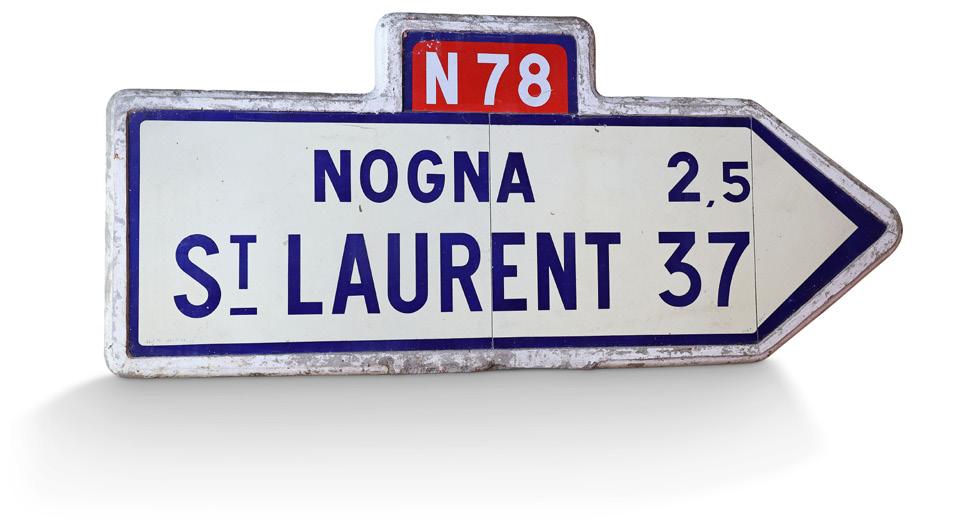 N 78
NOGNA 2,5
ST LAURENT 37